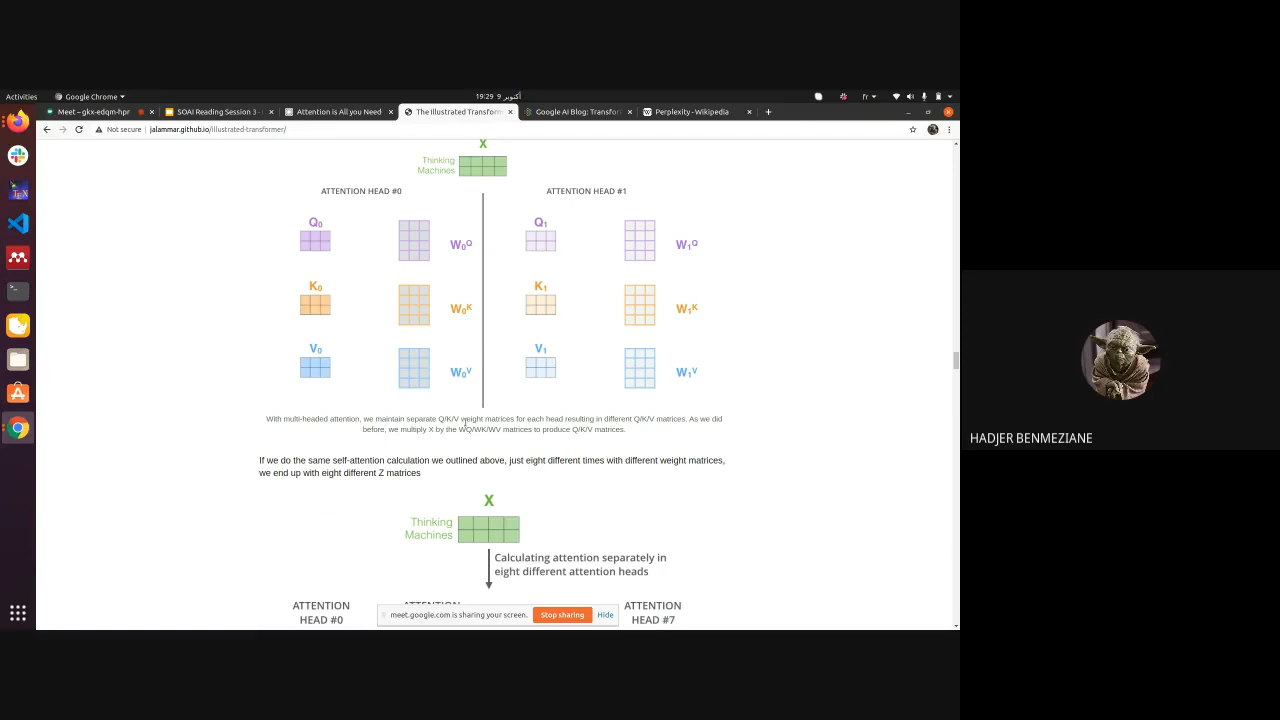 Activities
Google Chrome
19:29 9 أكتوبر
fr
Meet – gkx-edqm-hpr
SOAI Reading Session 3 -
Attention is All you Need
The Illustrated Transform
Google AI Blog: Transfor
Perplexity - Wikipedia
Not secure
jalammar.github.io/illustrated-transformer/
X
Thinking
Machines
ATTENTION HEAD #0
ATTENTION HEAD #1
Q0
W0Q
Q1
W1Q
K0
W0K
K1
W1K
V0
W0V
V1
W1V
With multi-headed attention, we maintain separate Q/K/V weight matrices for each head resulting in different Q/K/V matrices. As we did
before, we multiply X by the WQ/WK/WV matrices to produce Q/K/V matrices.
If we do the same self-attention calculation we outlined above, just eight different times with different weight matrices,
we end up with eight different Z matrices
X
Thinking
Machines
Calculating attention separately in
eight different attention heads
ATTENTION
HEAD #0
ATTENTION
ATTENTION
HEAD #7
meet.google.com is sharing your screen.
Stop sharing
Hide
HADJER BENMEZIANE